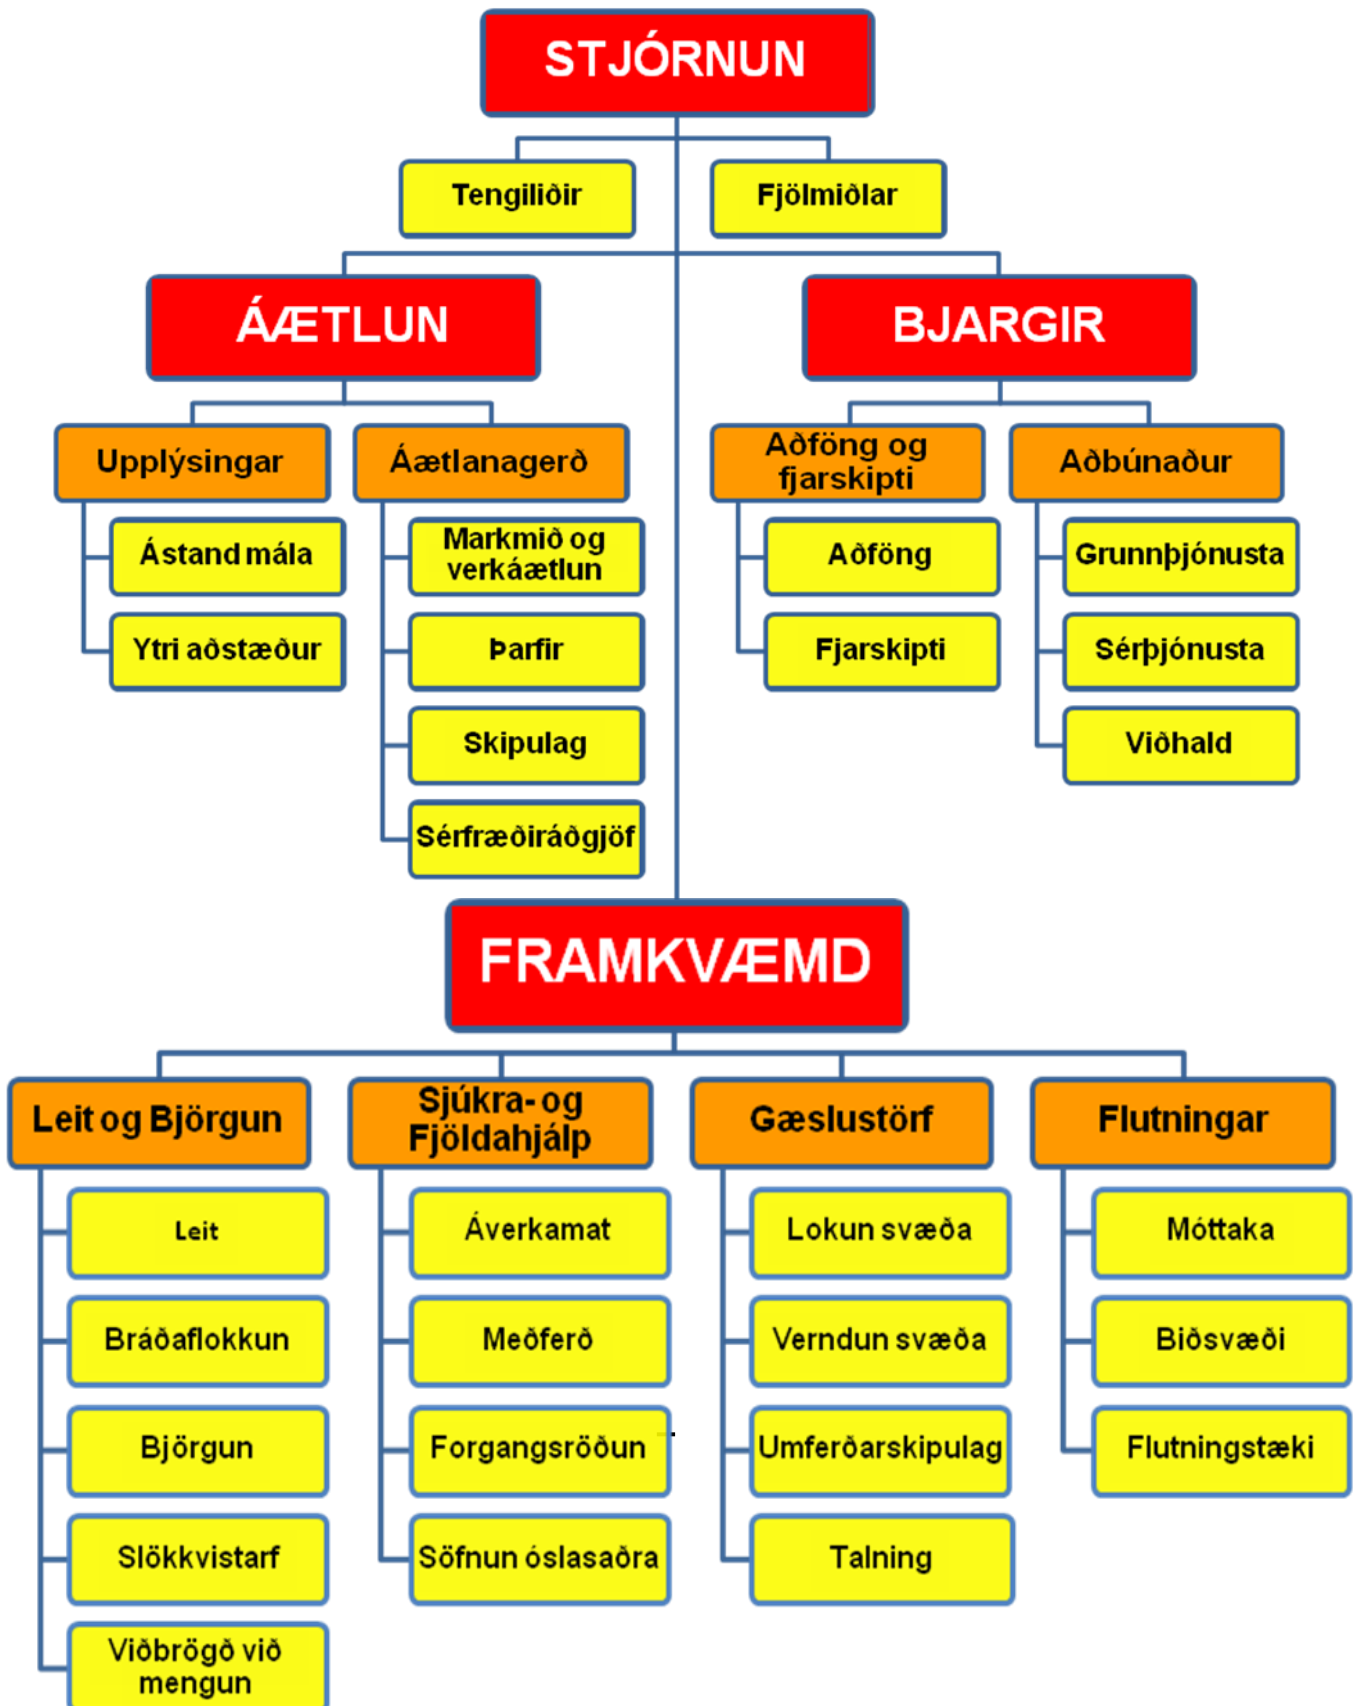 STJÓRNUN
Tengiliðir
Fjölmiðlar
ÁÆTLUN
BJARGIR
Upplýsingar
Ástand mála
Ytri aðstæður
Áætlanagerð
Markmið og
verkáætlun
Þarfir
Skipulag
Sérfræðiráðgjöf
Aðföng og
fjarskipti
Aðföng
Fjarskipti
Aðbúnaður
Grunnþjónusta
Sérþjónusta
Viðhald
FRAMKVÆMD
Leit og Björgun
Leit
Bráðaflokkun
Björgun
Slökkvistarf
Viðbrögð við
mengun
Sjúkra- og
Fjöldahjálp
Áverkamat
Meðferð
Forgangsröðun
Söfnun óslasaðra
Gæslustörf
Lokun svæða
Verndun svæða
Umferðarskipulag
Talning
Flutningar
Móttaka
Biðsvæði
Flutningstæki